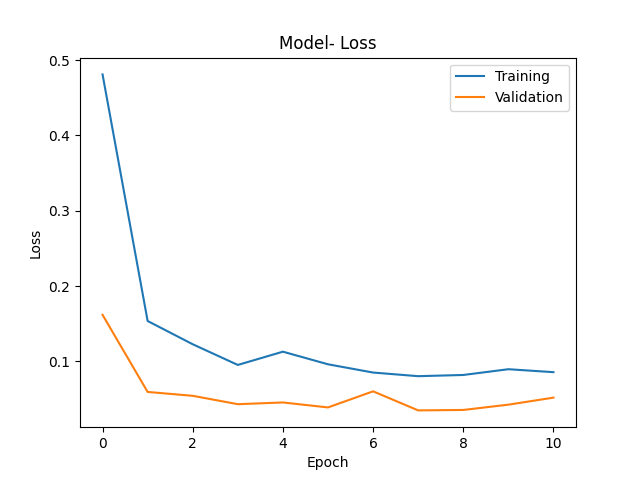 Model- Loss
0.5
0.4
0.3
0.2
0.1
Loss
Training
Validation
0 2 4 6 8 10
Epoch